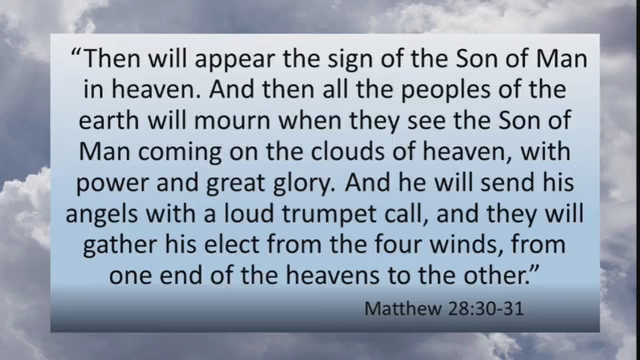 “Then will appear the sign of the Son of Man
in heaven. And then all the peoples of the
earth will mourn when they see the Son of
Man coming on the clouds of heaven, with
power and great glory. And he will send his
angels with a loud trumpet call, and they will
gather his elect from the four winds, from
one end of the heavens to the other.”
Matthew 28:30-31